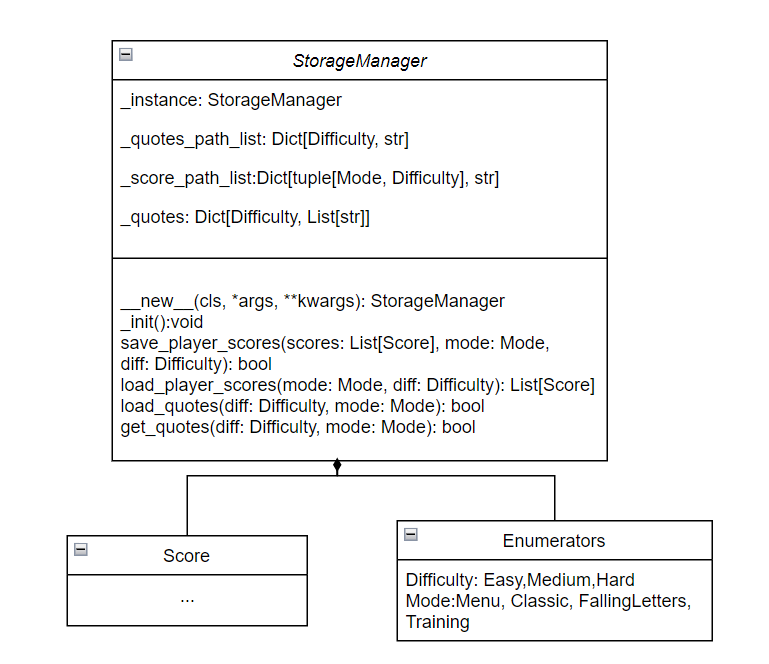 StorageManager
_instance: StorageManager
_quotes_path_list: Dict[Difficulty, str]
_score_path_list:Dict[tuple[Mode, Difficulty], str]
_quotes: Dict[Difficulty, List[str]]
__new__(cls, *args, **kwargs): StorageManager
_init():void
save_player_scores(scores: List[Score], mode: Mode,
diff: Difficulty): bool
load_player_scores(mode: Mode, diff: Difficulty): List[Score]
load_quotes(diff: Difficulty, mode: Mode): bool
get_quotes(diff: Difficulty, mode: Mode): bool
Score
...
Enumerators
Difficulty: Easy,Medium,Hard
Mode:Menu, Classic, FallingLetters,
Training